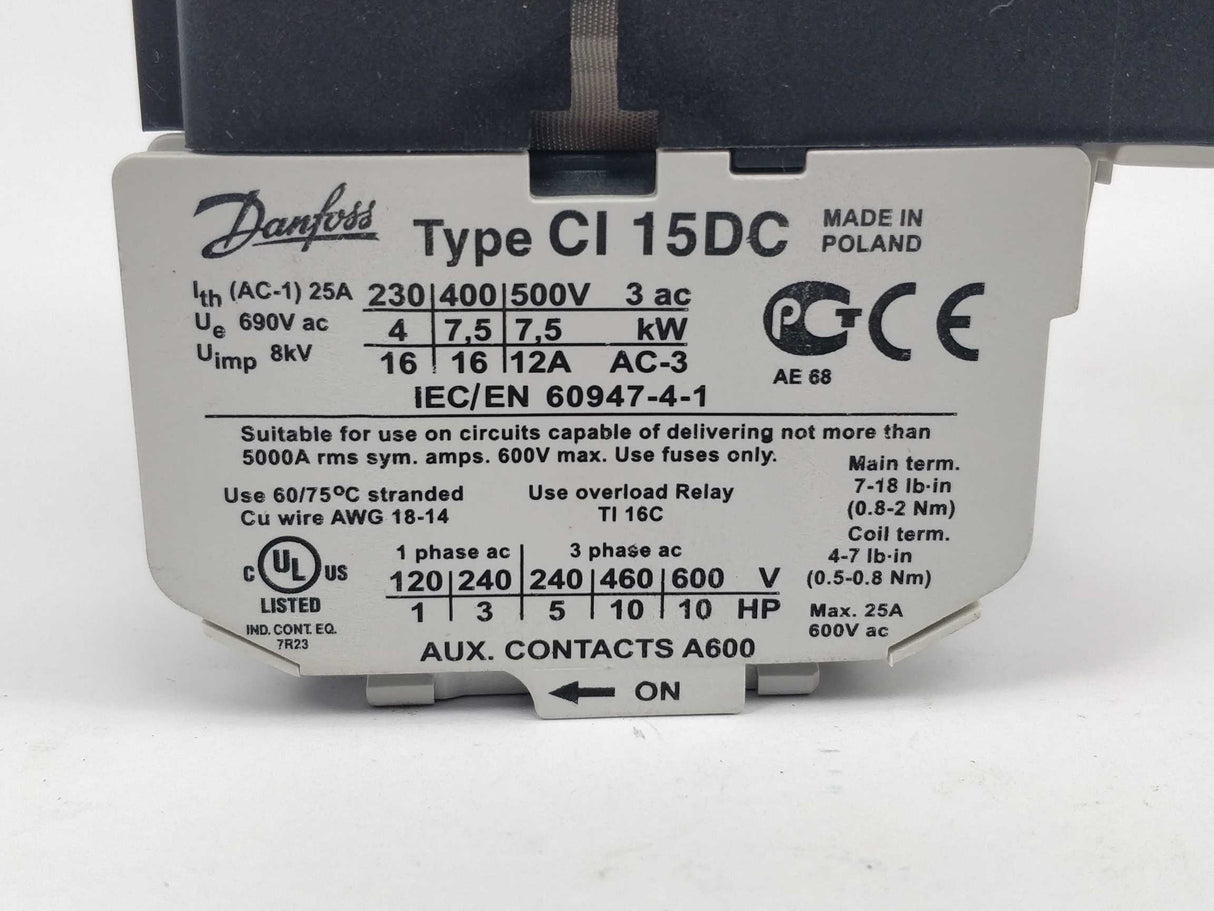 Danfoss Type CI 15DC MADE IN
POLAND
Ith (AC-1) 25A 230 400 500V 3 ac
Ue 690V ac 4 7,5 7,5 kW
Uimp 8kV 16 16 12A AC-3
PCT CE
AE 68
IEC/EN 60947-4-1
Suitable for use on circuits capable of delivering not more than
5000A rms sym. amps. 600V max. Use fuses only.
Use 60/75°C stranded
Cu wire AWG 18-14
Use overload Relay
TI 16C
Main term.
7-18 lb·in
(0.8-2 Nm)
Coil term.
4-7 lb·in
(0.5-0.8 Nm)
Max. 25A
600V ac
C UL US
LISTED
IND. CONT. EQ.
7R23
1 phase ac 3 phase ac
120 240 240 460 600 V
1 3 5 10 10 HP
AUX. CONTACTS A600
ON